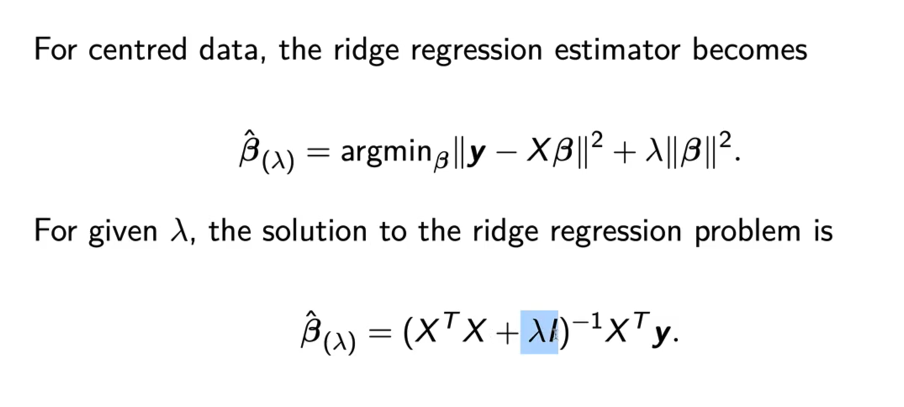 For centred data, the ridge regression estimator becomes
β̂₍λ₎ = argmin_β‖y − Xβ‖² + λ‖β‖².
For given λ, the solution to the ridge regression problem is
β̂₍λ₎ = (XᵀX + λI)⁻¹Xᵀy.